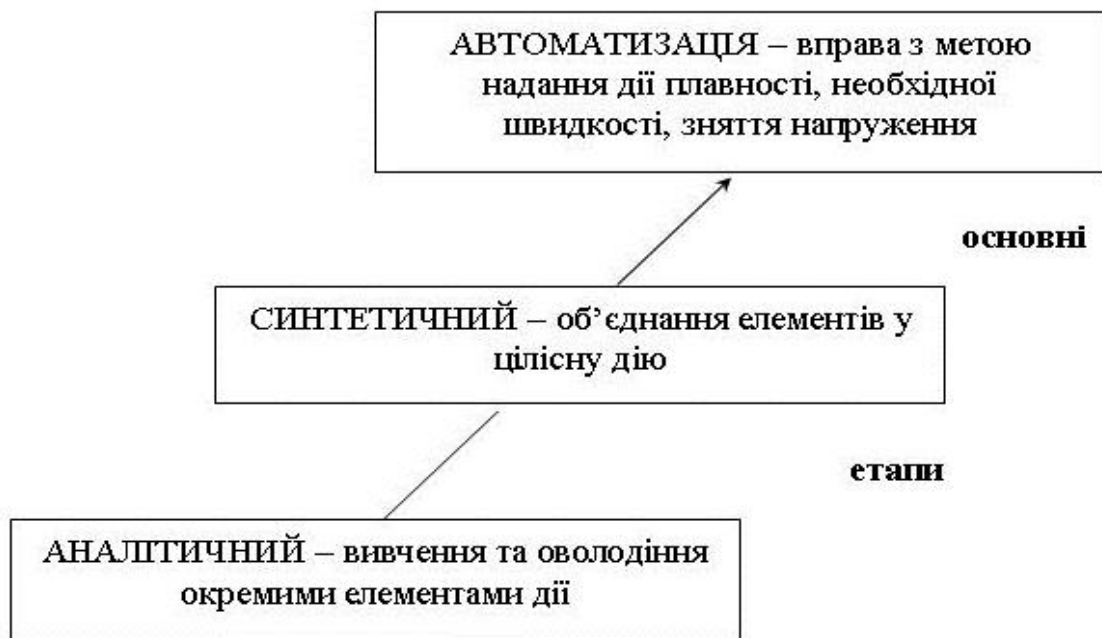 АВТОМАТИЗАЦІЯ – вправа з метою
надання дії плавності, необхідної
швидкості, зняття напруження
основні
СИНТЕТИЧНИЙ – об’єднання елементів у
цілісну дію
етапи
АНАЛІТИЧНИЙ – вивчення та оволодіння
окремими елементами дії